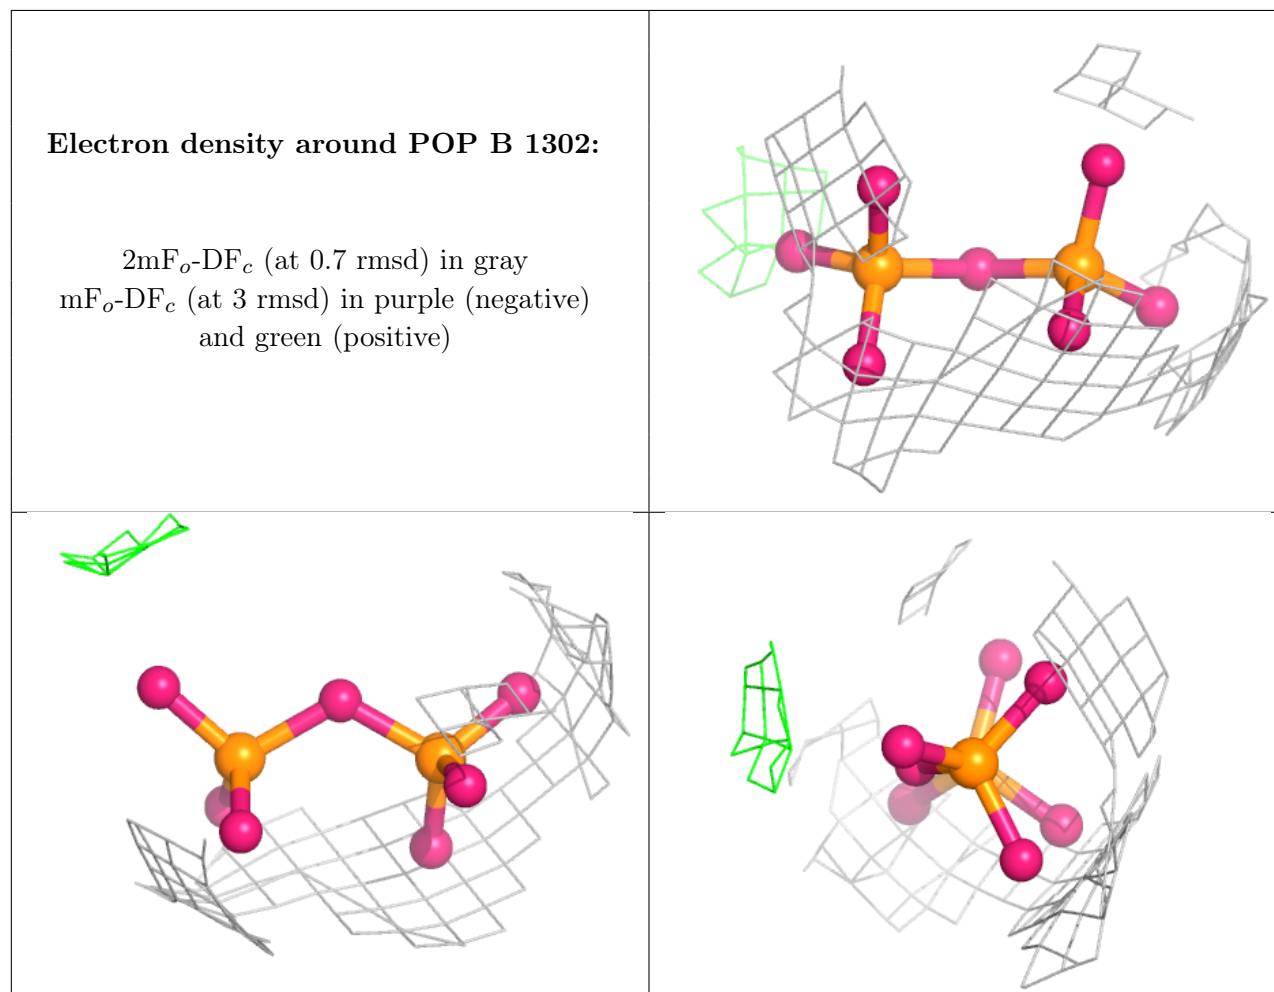 Electron density around POP B 1302:
2mFo-DFc (at 0.7 rmsd) in gray
mFo-DFc (at 3 rmsd) in purple (negative)
and green (positive)